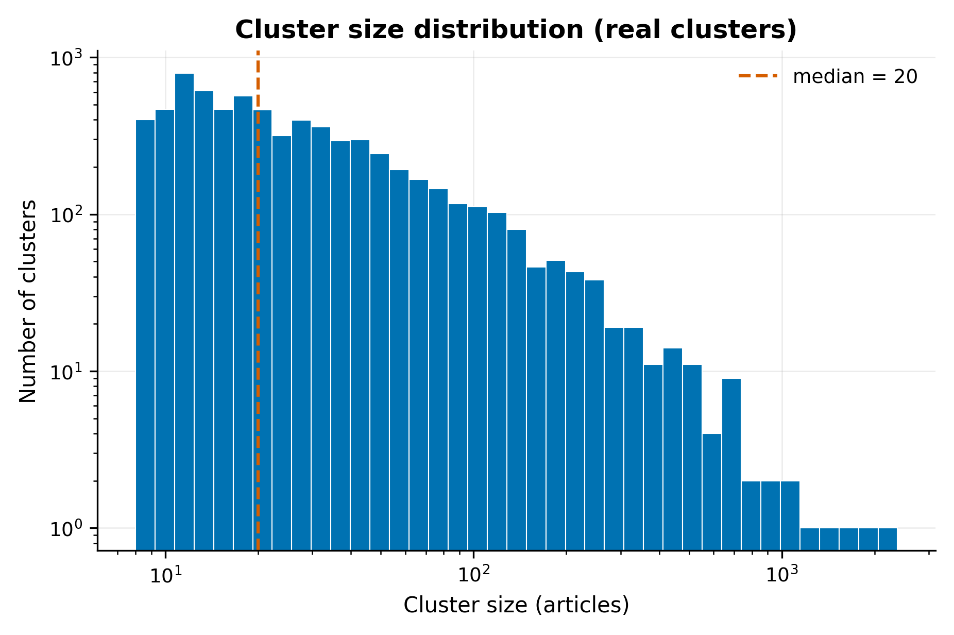 Cluster size distribution (real clusters)
median = 20
Number of clusters
10³
10²
10¹
10⁰
10¹ 10² 10³
Cluster size (articles)